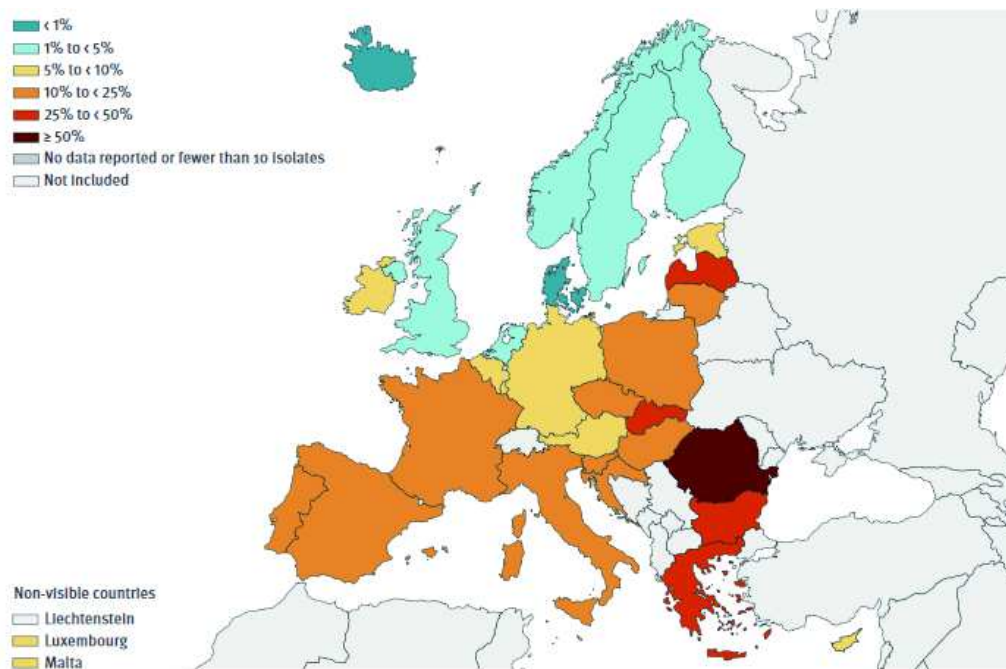 < 1%
1% to < 5%
5% to < 10%
10% to < 25%
25% to < 50%
≥ 50%
No data reported or fewer than 10 isolates
Not included
Non-visible countries
Liechtenstein
Luxembourg
Malta